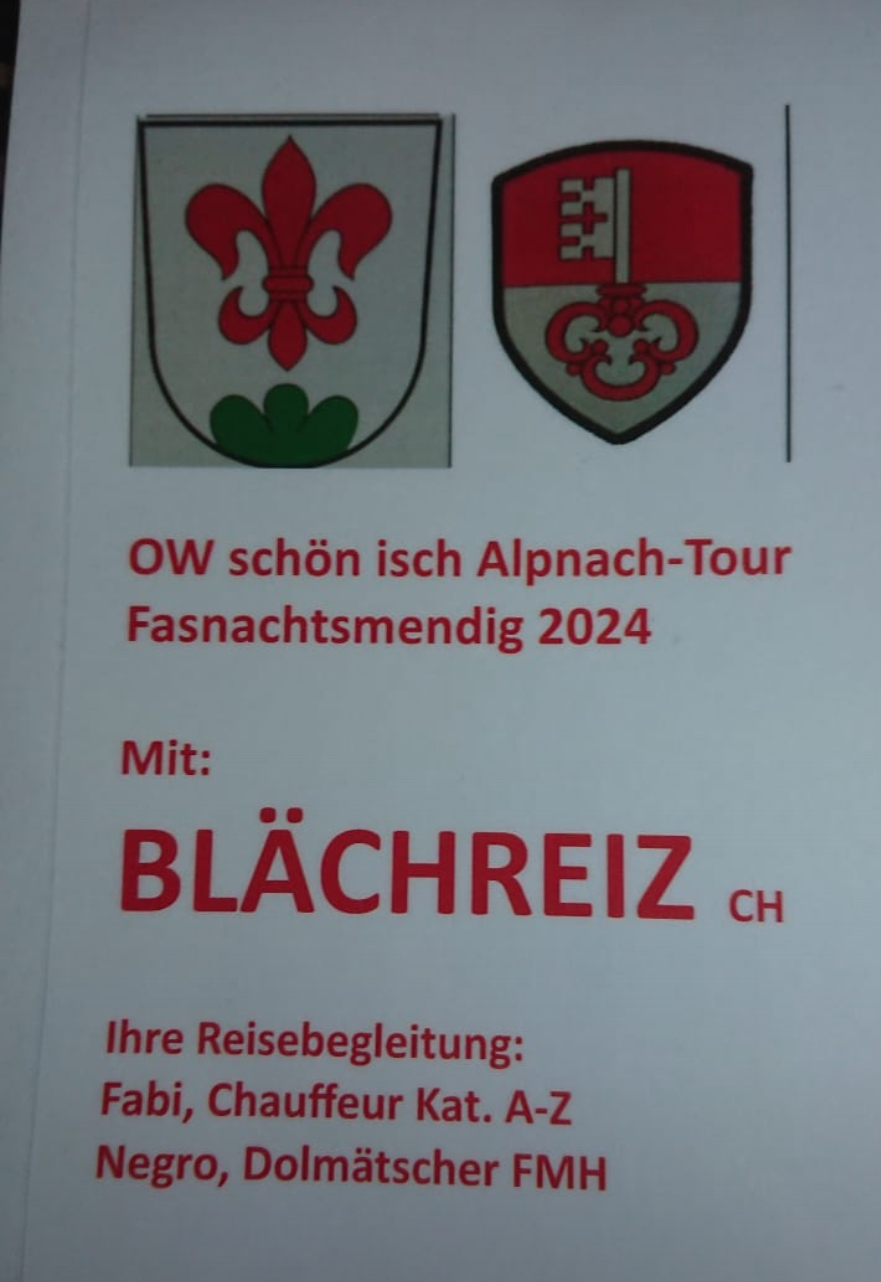 OW schön isch Alpnach-Tour
Fasnachtsmendig 2024
Mit:
BLÄCHREIZ CH
Ihre Reisebegleitung:
Fabi, Chauffeur Kat. A-Z
Negro, Dolmätscher FMH